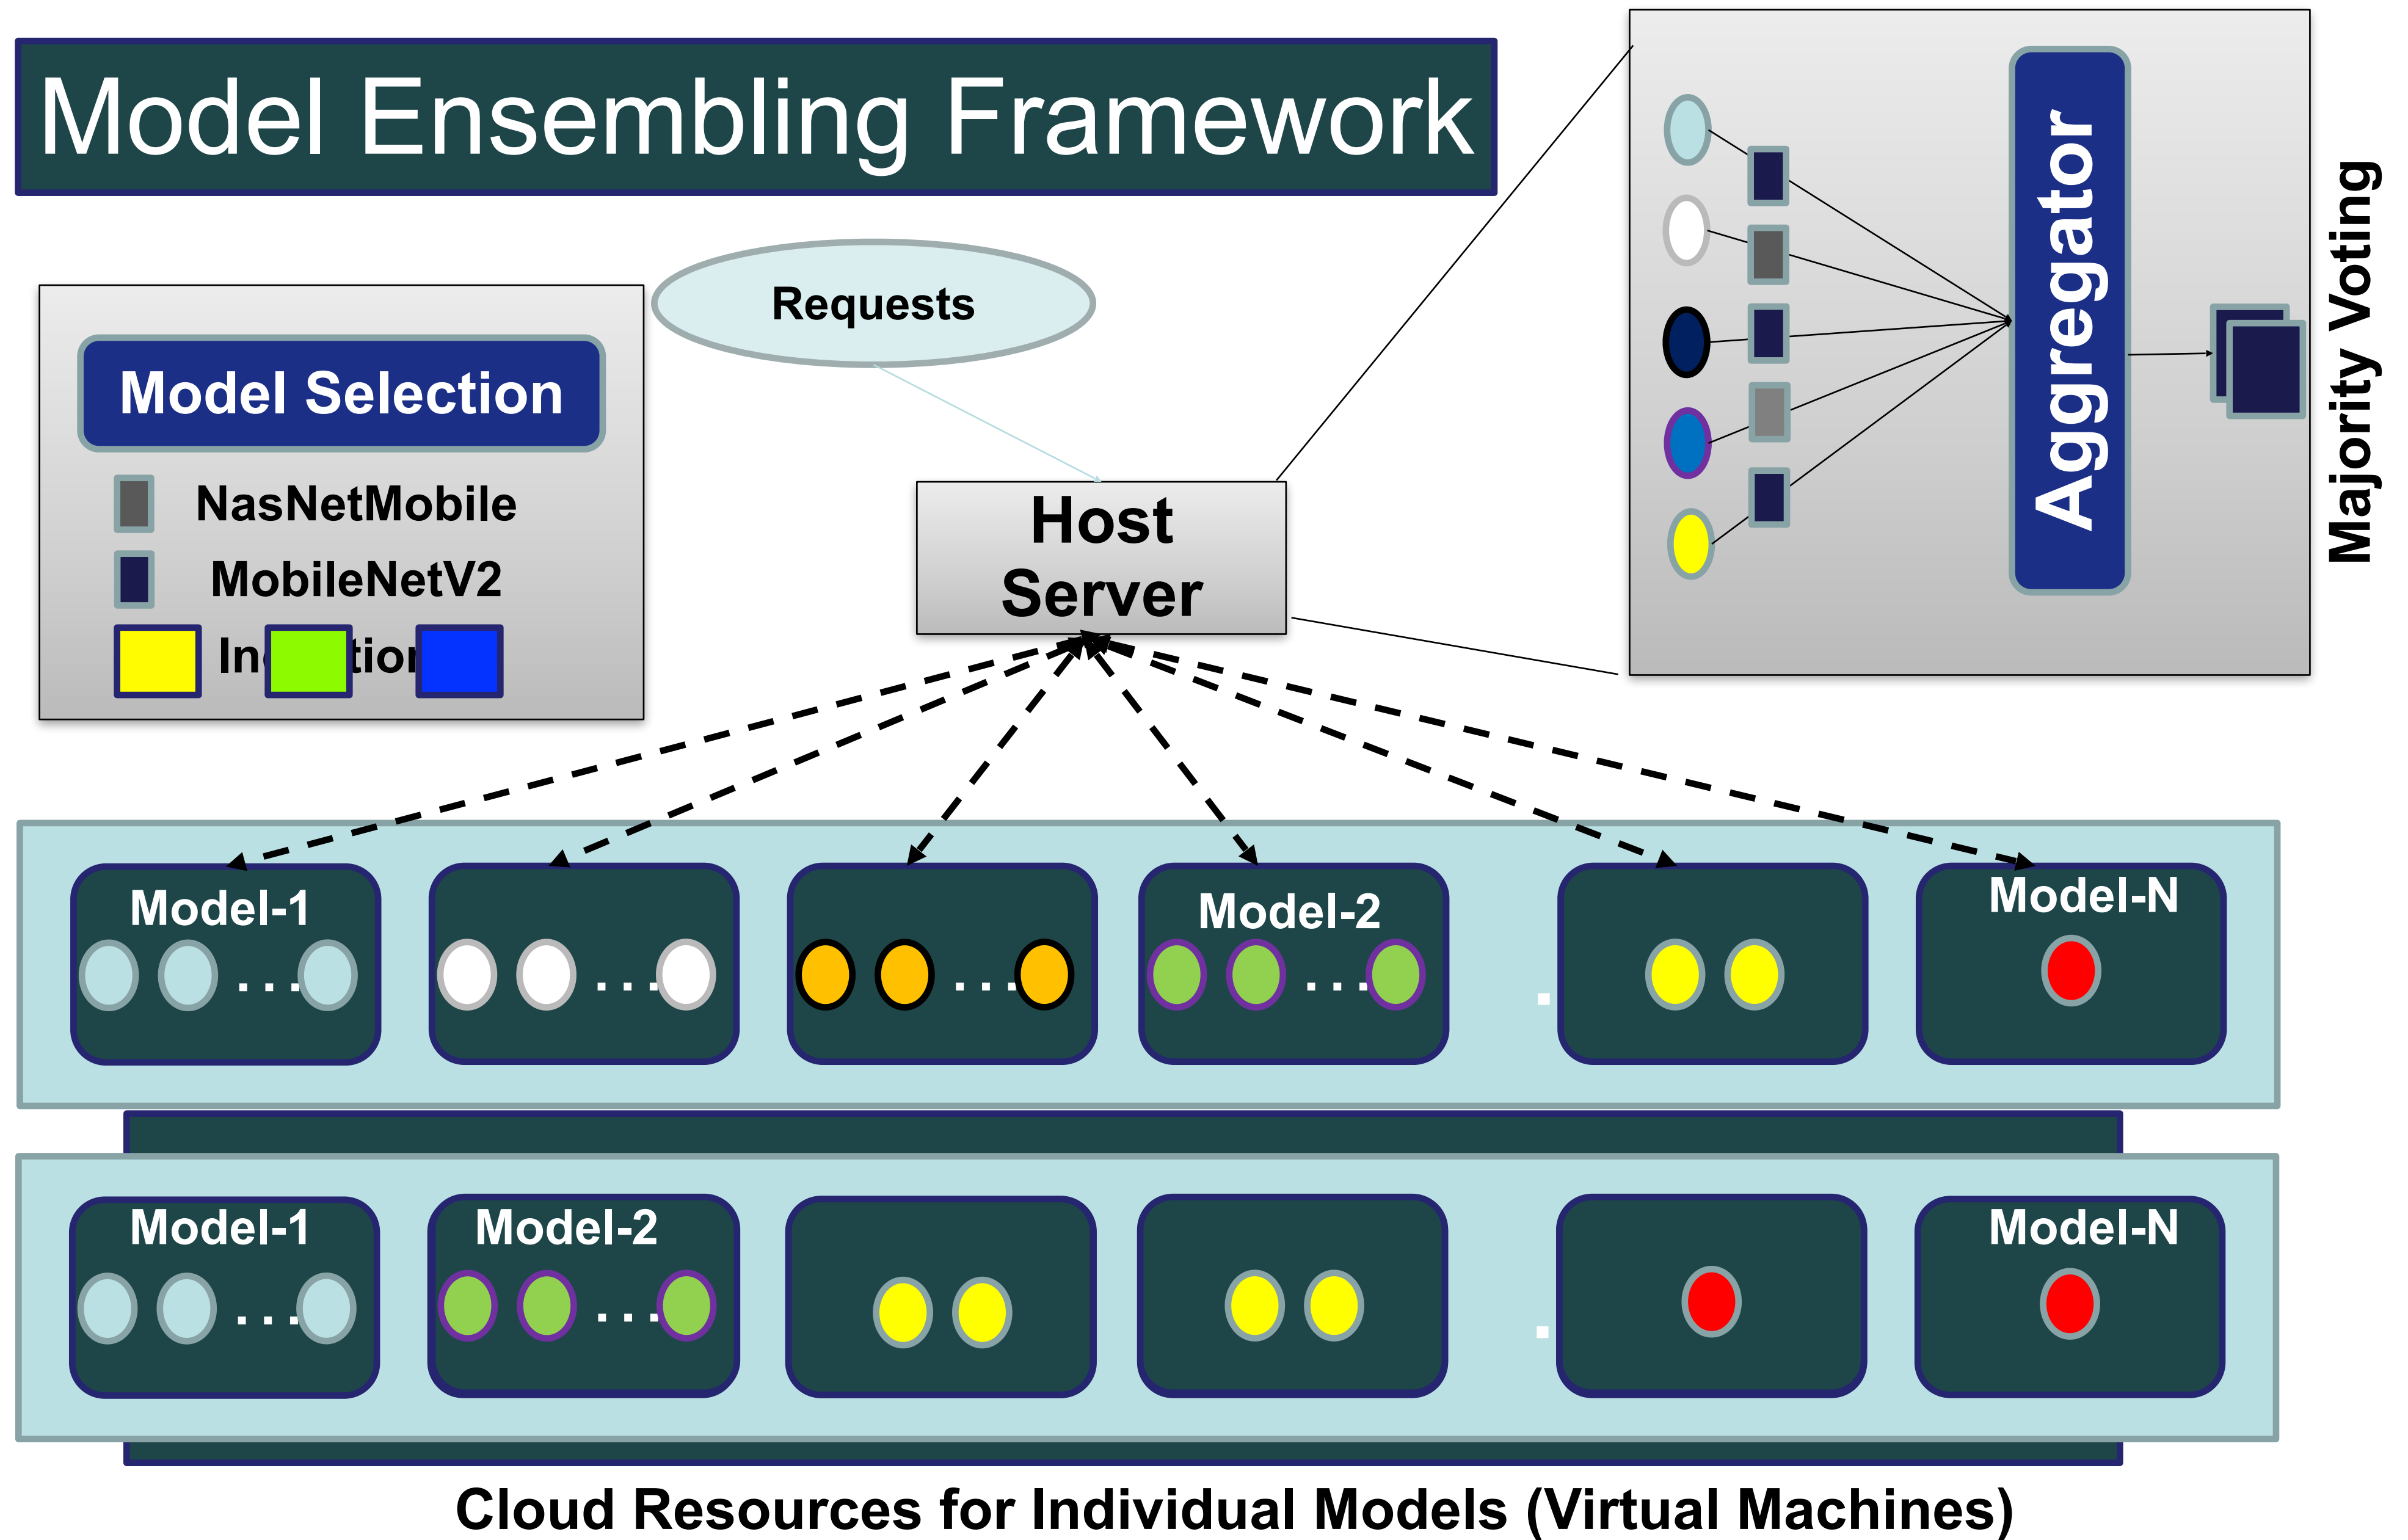 Model Ensembling Framework
Requests
Model Selection
NasNetMobile
MobileNetV2
Host
Server
Aggregator
Majority Voting
Model-1
...
...
...
Model-2
...
.
Model-N
Model-1
...
Model-2
...
.
Model-N
Cloud Resources for Individual Models (Virtual Machines)